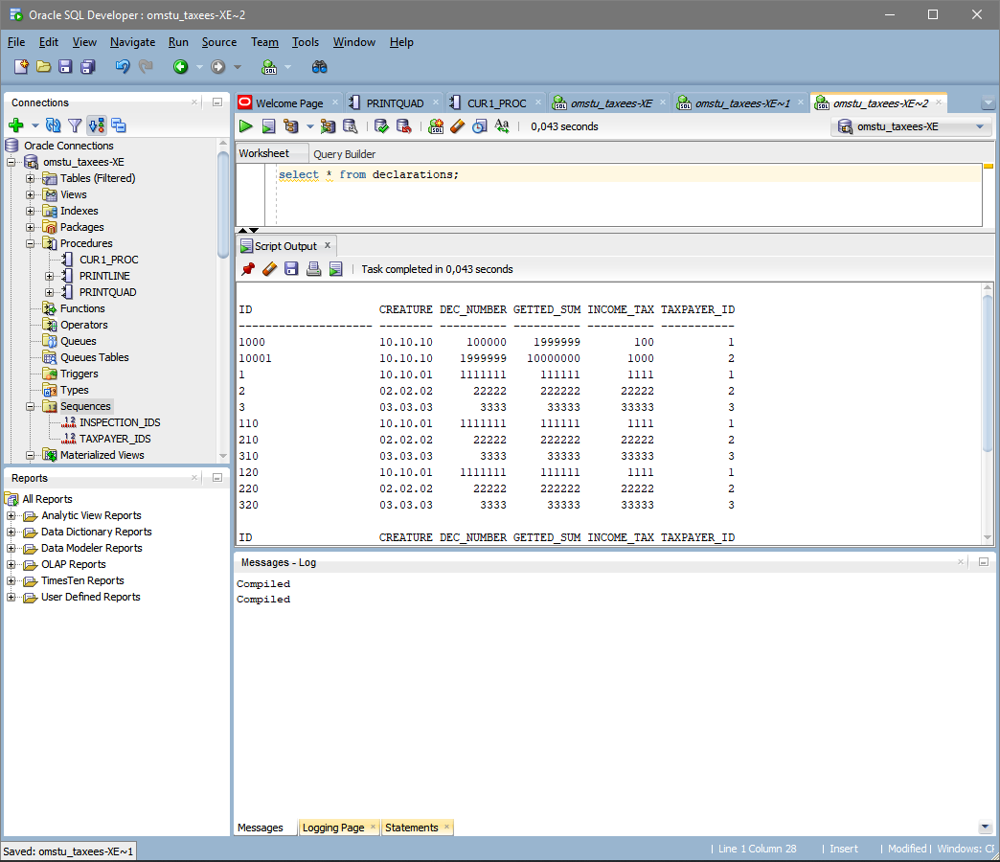 Oracle SQL Developer : omstu_taxees-XE~2
File Edit View Navigate Run Source Team Tools Window Help
Connections
Oracle Connections
omstu_taxees-XE
Tables (Filtered)
Views
Indexes
Packages
Procedures
CUR1_PROC
PRINTLINE
PRINTQUAD
Functions
Operators
Queues
Queues Tables
Triggers
Types
Sequences
INSPECTION_IDS
TAXPAYER_IDS
Materialized Views
Reports
All Reports
Analytic View Reports
Data Dictionary Reports
Data Modeler Reports
OLAP Reports
TimesTen Reports
User Defined Reports
Welcome Page PRINTQUAD CUR1_PROC omstu_taxees-XE omstu_taxees-XE~1 omstu_taxees-XE~2
0,043 seconds omstu_taxees-XE
Worksheet Query Builder
select * from declarations;
Script Output x
Task completed in 0,043 seconds
ID CREATURE DEC_NUMBER GETTED_SUM INCOME_TAX TAXPAYER_ID
-------------------- -------- ---------- ---------- ---------- -----------
1000 10.10.10 100000 1999999 100 1
10001 10.10.10 1999999 10000000 1000 2
1 10.10.01 1111111 111111 1111 1
2 02.02.02 22222 222222 22222 2
3 03.03.03 3333 33333 33333 3
110 10.10.01 1111111 111111 1111 1
210 02.02.02 22222 222222 22222 2
310 03.03.03 3333 33333 33333 3
120 10.10.01 1111111 111111 1111 1
220 02.02.02 22222 222222 22222 2
320 03.03.03 3333 33333 33333 3
ID CREATURE DEC_NUMBER GETTED_SUM INCOME_TAX TAXPAYER_ID
Messages - Log
Compiled
Compiled
Messages Logging Page Statements
Saved: omstu_taxees-XE~1 | Line 1 Column 28 | Insert | Modified | Windows: CF